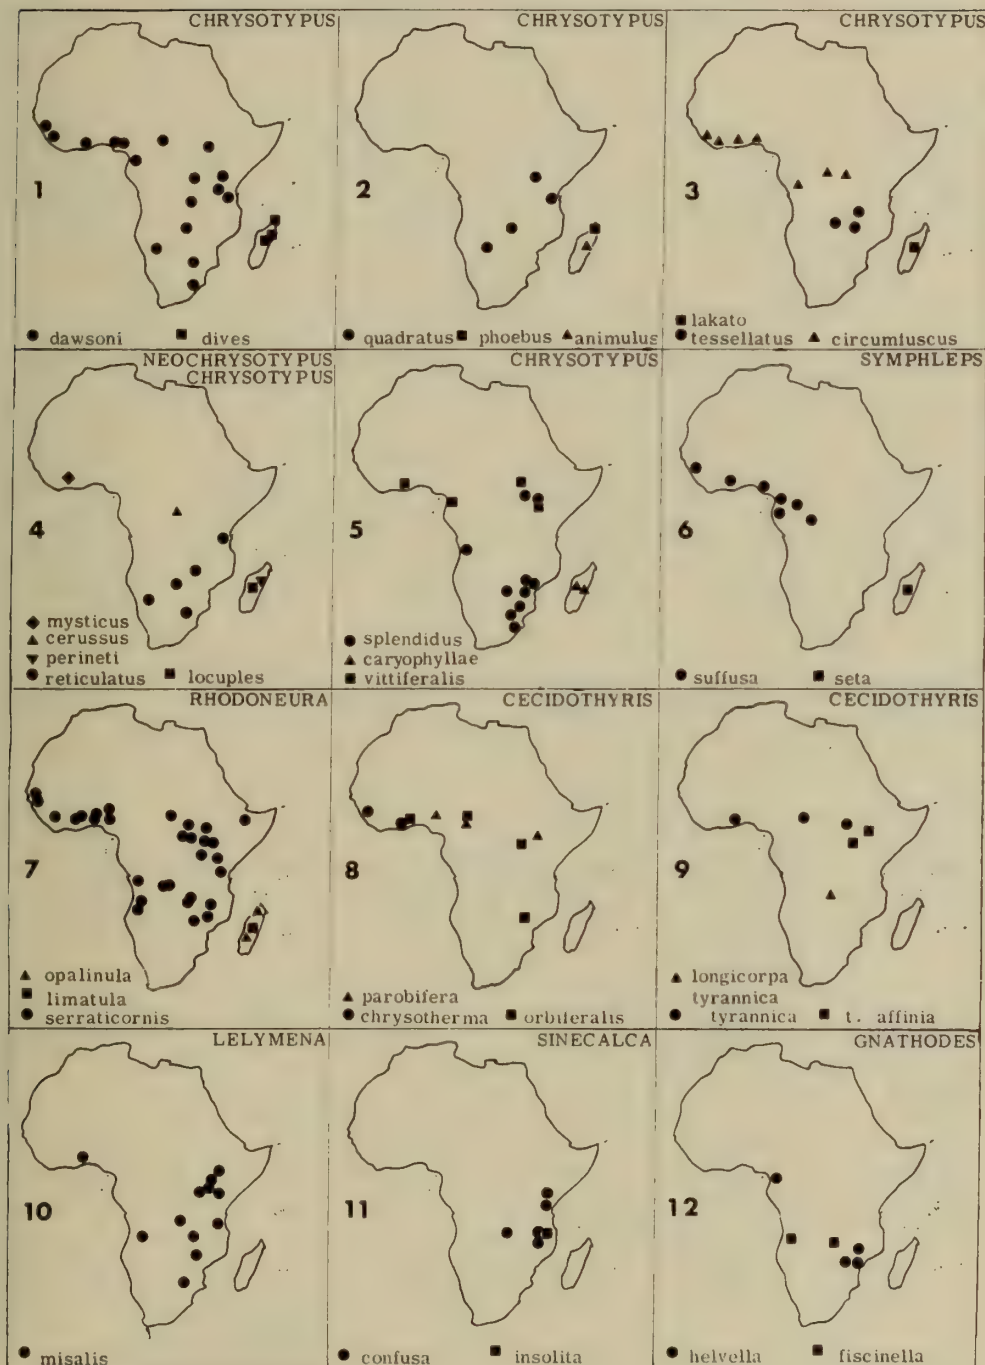 CHRYSOTYPUS
1
dawsoni dives
CHRYSOTYPUS
2
quadratus phoebus animulus
CHRYSOTYPUS
3
lakato
tessellatus circumluscus
NEOCHRYSOTYPUS
CHRYSOTYPUS
4
mysticus
cerussus
perineti
reticulatus locuples
CHRYSOTYPUS
5
splendidus
caryophyllae
vittiferalis
SYMPHLEPS
6
suffusa seta
RHODONEURA
7
opalinula
limatula
serraticornis
CECIDOTHYRIS
8
parobifera
chrysotherma orbiferalis
CECIDOTHYRIS
9
longicorpa
tyrannica
tyrannica t. affinia
LELYMENA
10
misalis
SINECALCA
11
confusa insolita
GNATHODES
12
helvella fiscinella